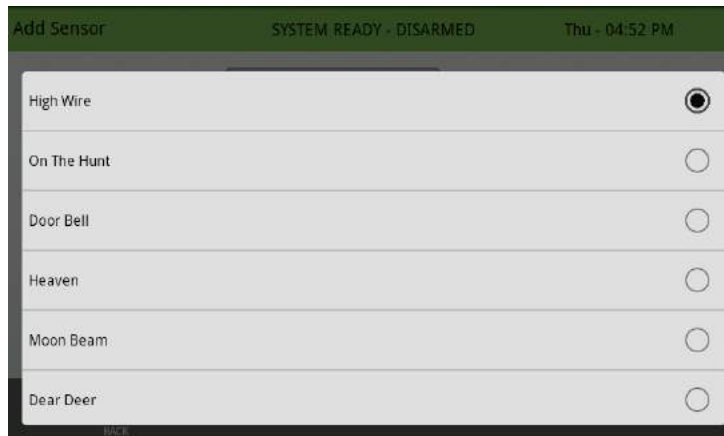 Add Sensor SYSTEM READY - DISARMED Thu - 04:52 PM
High Wire
On The Hunt
Door Bell
Heaven
Moon Beam
Dear Deer
BACK